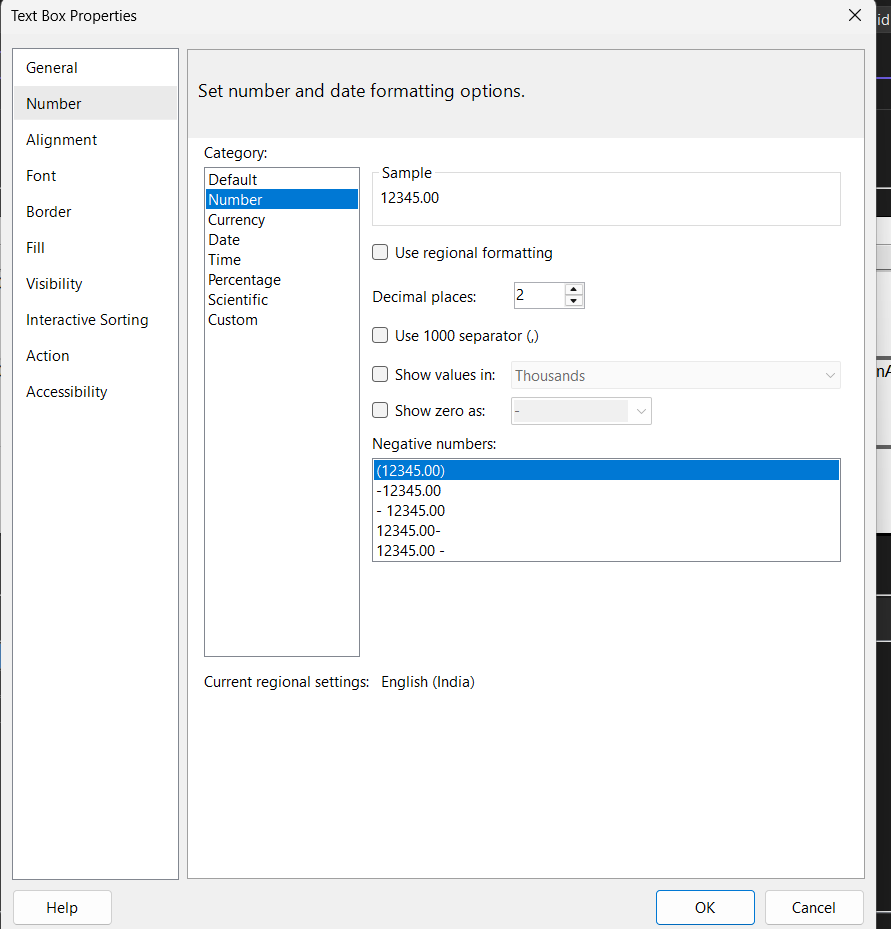 Text Box Properties
General
Number
Alignment
Font
Border
Fill
Visibility
Interactive Sorting
Action
Accessibility
Set number and date formatting options.
Category:
Default
Number
Currency
Date
Time
Percentage
Scientific
Custom
Sample
12345.00
Use regional formatting
Decimal places: 2
Use 1000 separator (,)
Show values in: Thousands
Show zero as: -
Negative numbers:
(12345.00)
-12345.00
- 12345.00
12345.00-
12345.00 -
Current regional settings: English (India)
Help
OK
Cancel
id
nA